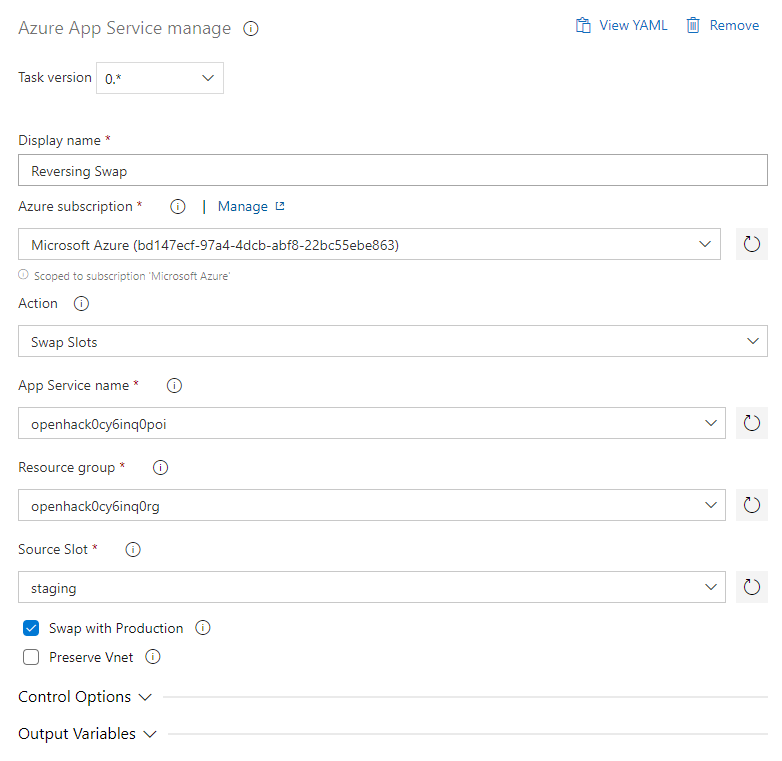 Azure App Service manage
View YAML
Remove
Task version 0.*
Display name *
Reversing Swap
Azure subscription * | Manage
Microsoft Azure (bd147ecf-97a4-4dcb-abf8-22bc55ebe863)
Scoped to subscription 'Microsoft Azure'
Action
Swap Slots
App Service name *
openhack0cy6inq0poi
Resource group *
openhack0cy6inq0rg
Source Slot *
staging
Swap with Production
Preserve Vnet
Control Options
Output Variables